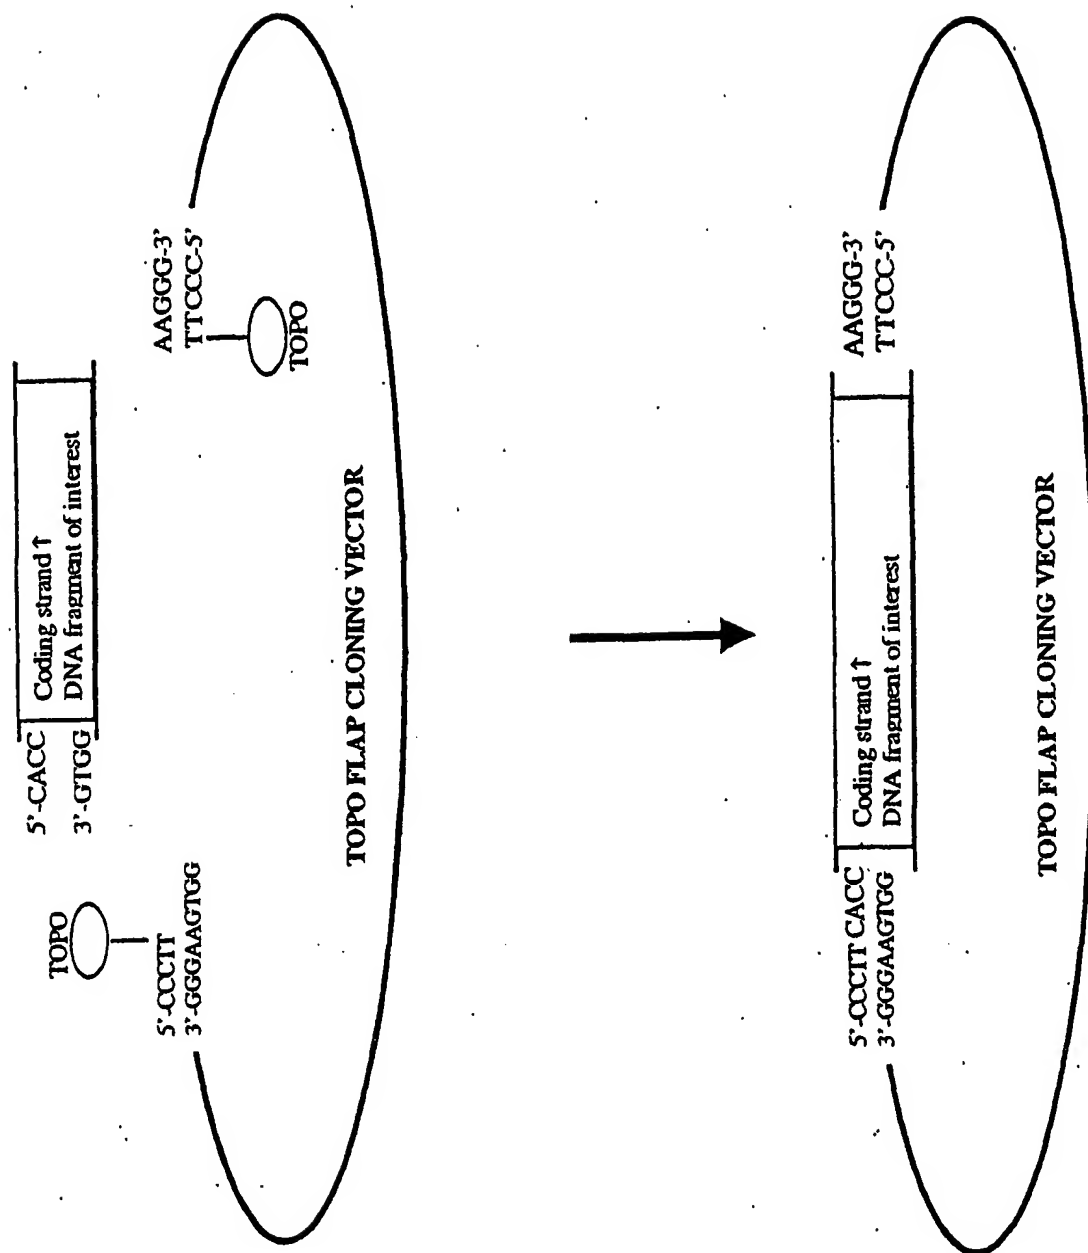 5'-CACC
3'-GTGG
Coding strand ↑
DNA fragment of interest
TOPO
5'-CCCTT
3'-GGGAAGTGG
AAGGG-3'
TTCCC-5'
TOPO
TOPO FLAP CLONING VECTOR
5'-CCCTT CACC
3'-GGGAAGTGG
Coding strand ↑
DNA fragment of interest
AAGGG-3'
TTCCC-5'
TOPO FLAP CLONING VECTOR